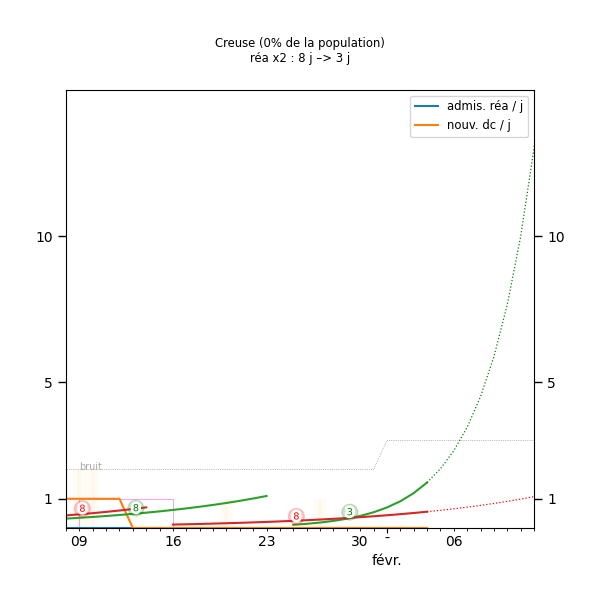 Creuse (0% de la population)
réa x2 : 8 j –> 3 j
admis. réa / j
nouv. dc / j
10
10
5
5
bruit
1
1
8
8
8
3
09
16
23
30
-
06
févr.